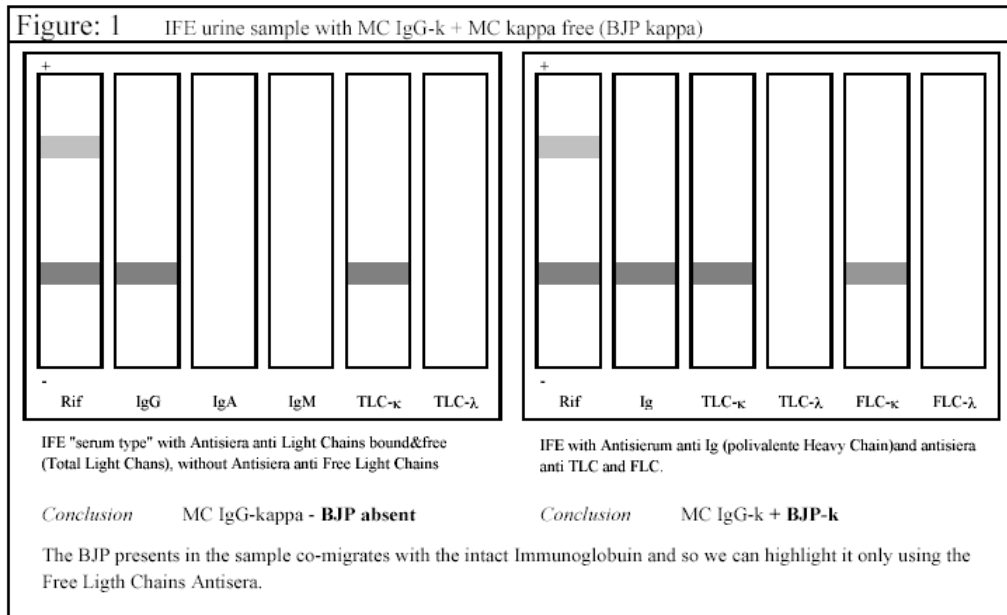 Figure: 1 IFE urine sample with MC IgG-k + MC kappa free (BJP kappa)
+
-
Rif IgG IgA IgM TLC-κ TLC-λ
+
-
Rif Ig TLC-κ TLC-λ FLC-κ FLC-λ
IFE "serum type" with Antisiera anti Light Chains bound&free
(Total Light Chans), without Antisiera anti Free Light Chains
IFE with Antisierum anti Ig (polivalente Heavy Chain)and antisiera
anti TLC and FLC.
Conclusion MC IgG-kappa - BJP absent
Conclusion MC IgG-k + BJP-k
The BJP presents in the sample co-migrates with the intact Immunoglobuin and so we can highlight it only using the
Free Ligth Chains Antisera.